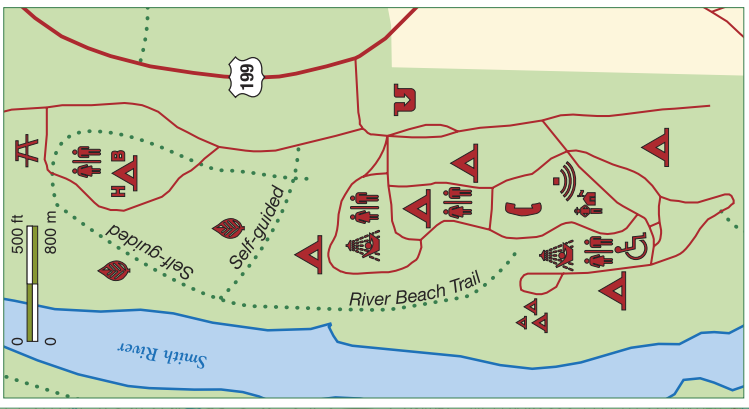 199
H B
Self-guided
Self-guided
River Beach Trail
Smith River
500 ft
800 m
0
0